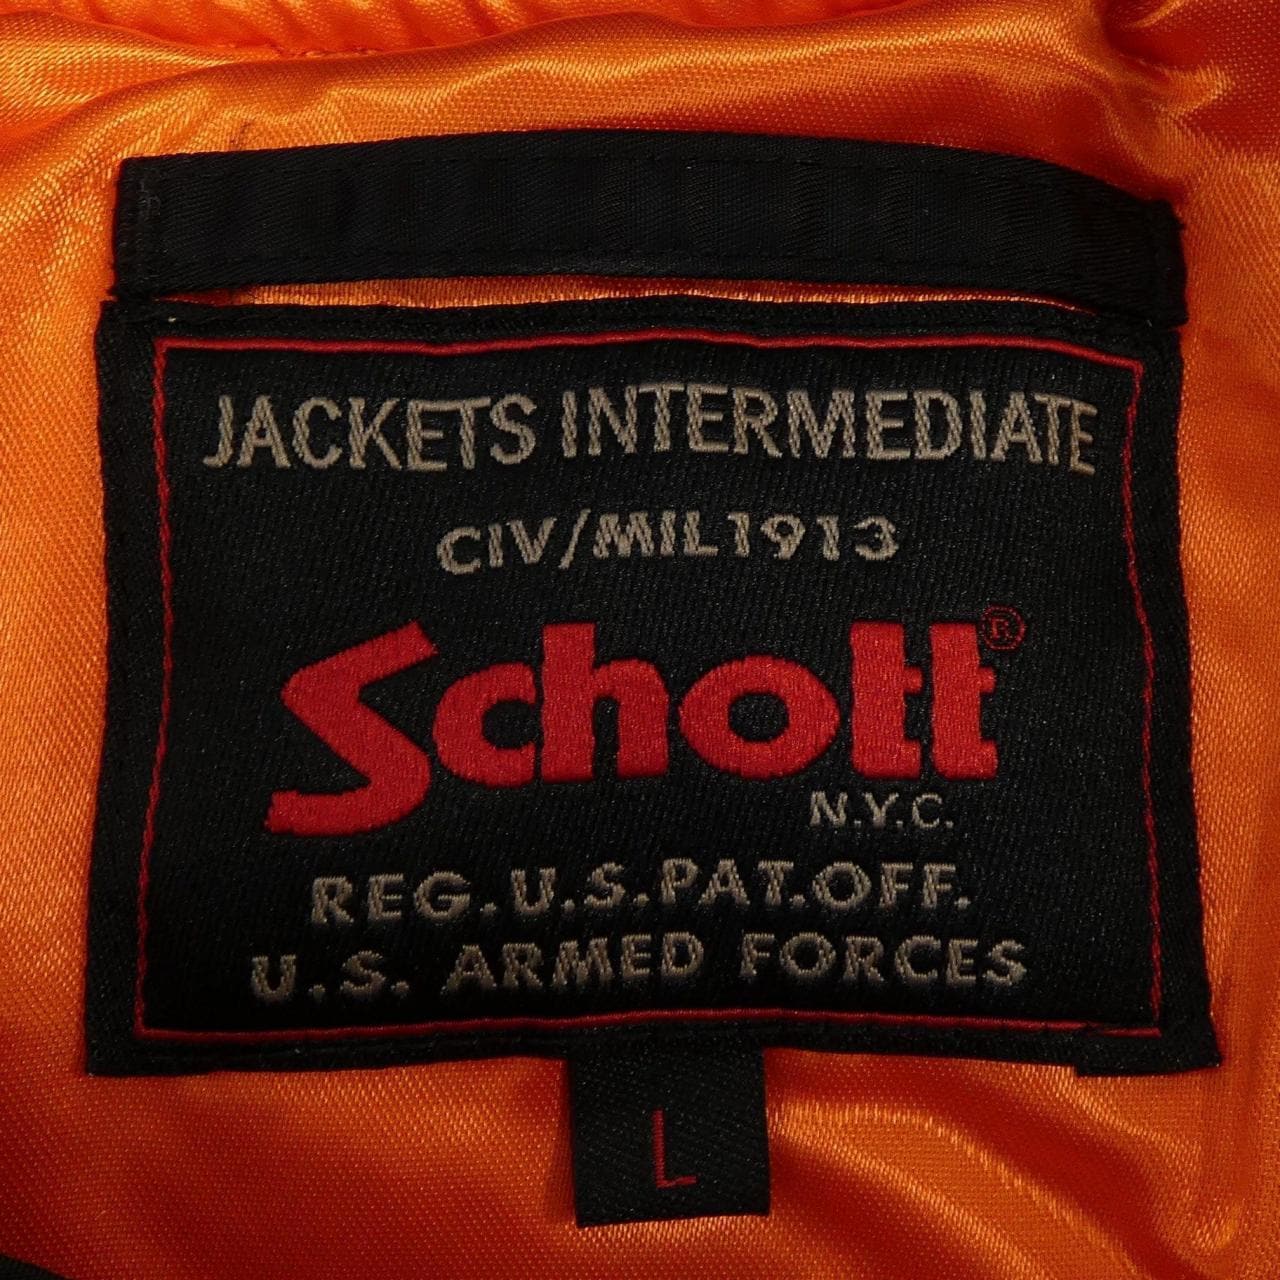 JACKETS INTERMEDIATE
CIV/MIL1913
Schott®
N.Y.C.
REG.U.S.PAT.OFF.
U.S. ARMED FORCES
L